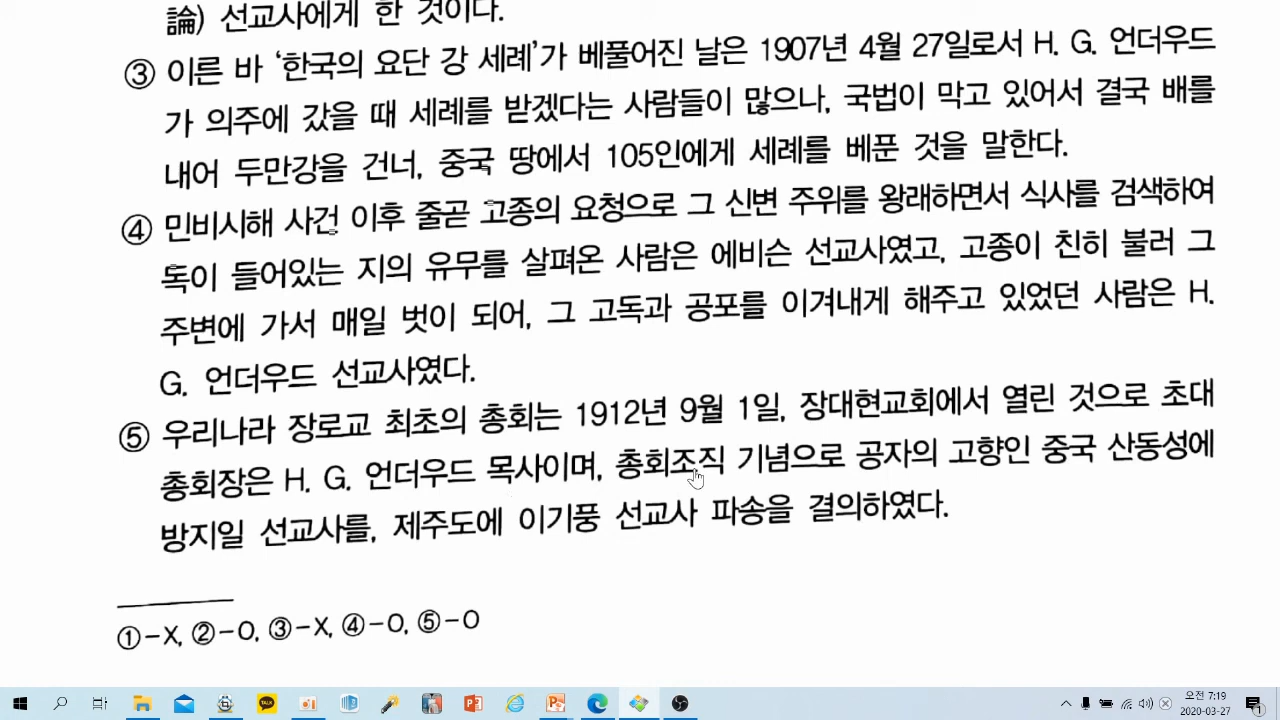 論) 선교사에게 한 것이다.
③ 이른 바 ‘한국의 요단 강 세례’가 베풀어진 날은 1907년 4월 27일로서 H. G. 언더우드
가 의주에 갔을 때 세례를 받겠다는 사람들이 많으나, 국법이 막고 있어서 결국 배를
내어 두만강을 건너, 중국 땅에서 105인에게 세례를 베푼 것을 말한다.
④ 민비시해 사건 이후 줄곧 고종의 요청으로 그 신변 주위를 왕래하면서 식사를 검색하여
독이 들어있는 지의 유무를 살펴온 사람은 에비슨 선교사였고, 고종이 친히 불러 그
주변에 가서 매일 벗이 되어, 그 고독과 공포를 이겨내게 해주고 있었던 사람은 H.
G. 언더우드 선교사였다.
⑤ 우리나라 장로교 최초의 총회는 1912년 9월 1일, 장대현교회에서 열린 것으로 초대
총회장은 H. G. 언더우드 목사이며, 총회조직 기념으로 공자의 고향인 중국 산동성에
방지일 선교사를, 제주도에 이기풍 선교사 파송을 결의하였다.
①-X, ②-O, ③-X, ④-O, ⑤-O
TALK
오전 7:19
2020-03-27
1